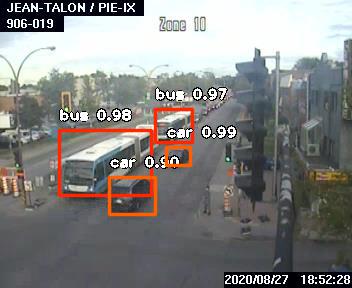 JEAN-TALON / PIE-IX
906-019
Zone 10
bus 0.97
bus 0.98
car 0.99
car 0.90
2020/08/27 18:52:28